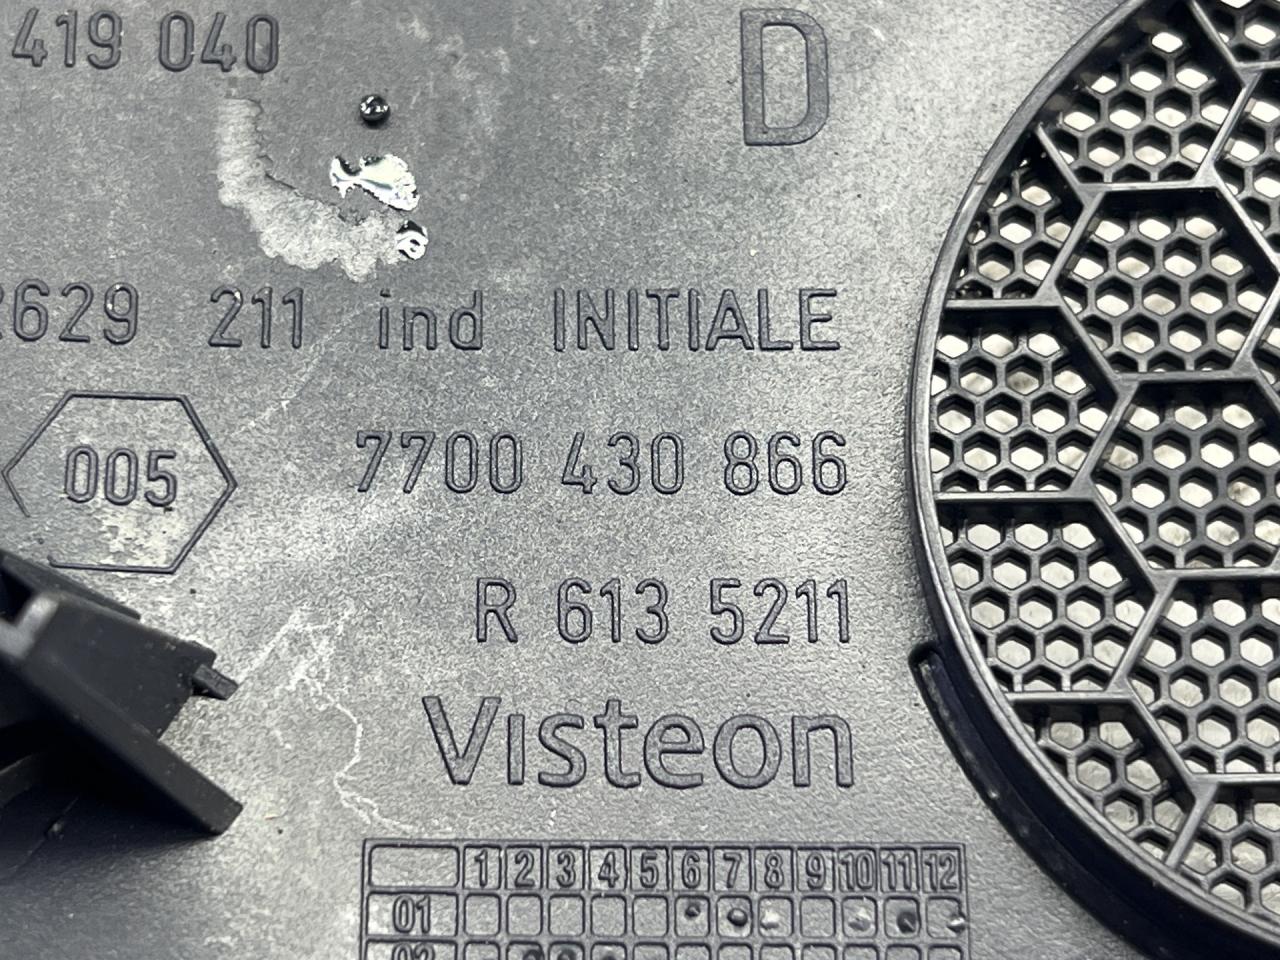 419 040
D
2629 211 ind INITIALE
005
7700 430 866
R 613 5211
Visteon
1 2 3 4 5 6 7 8 9 10 11 12
01